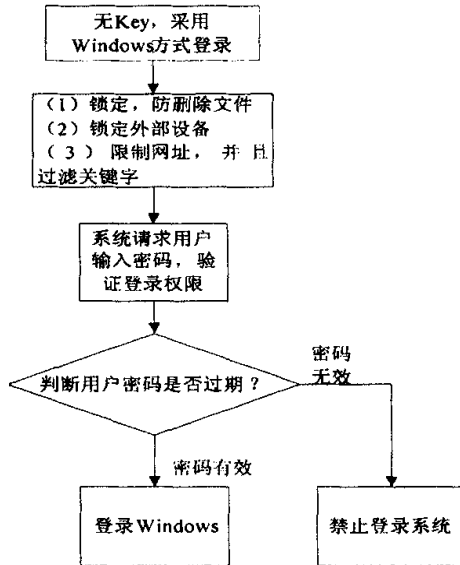 无Key，采用
Windows方式登录
（1）锁定，防删除文件
（2）锁定外部设备
（3）限制网址，并且
过滤关键字
系统请求用户
输入密码，验
证登录权限
判断用户密码是否过期？
密码
无效
密码有效
登录Windows
禁止登录系统